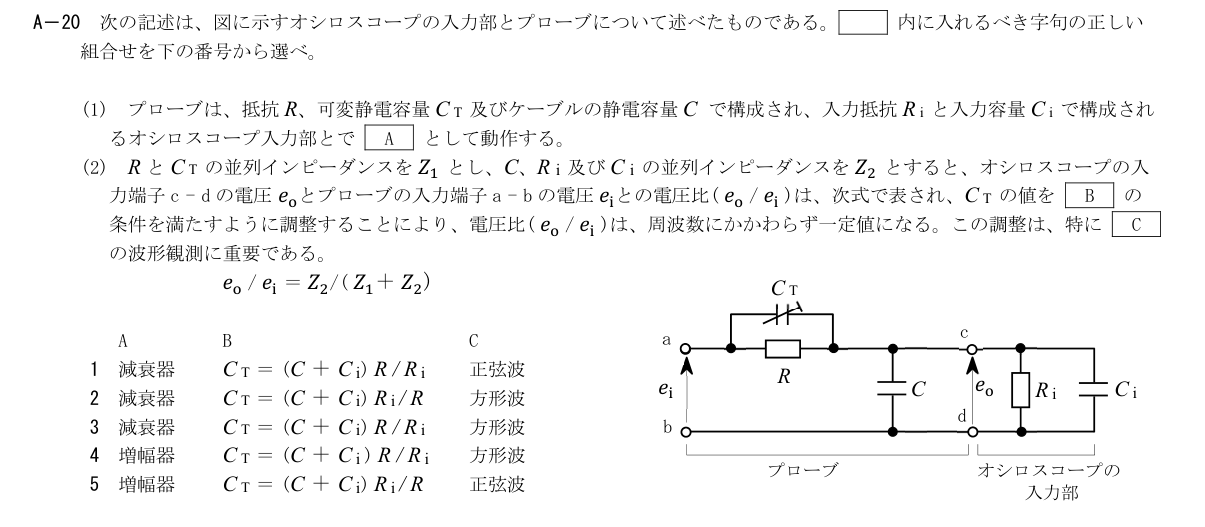 A-20 次の記述は、図に示すオシロスコープの入力部とプローブについて述べたものである。 内に入れるべき字句の正しい
組合せを下の番号から選べ。
(1) プローブは、抵抗 R、可変静電容量 CT 及びケーブルの静電容量 C で構成され、入力抵抗 Ri と入力容量 Ci で構成され
るオシロスコープ入力部とで A として動作する。
(2) R と CT の並列インピーダンスを Z1 とし、C、Ri 及び Ci の並列インピーダンスを Z2 とすると、オシロスコープの入
力端子 c-d の電圧 eo とプローブの入力端子 a-b の電圧 ei との電圧比(eo / ei)は、次式で表され、CT の値を B の
条件を満たすように調整することにより、電圧比(eo / ei)は、周波数にかかわらず一定値になる。この調整は、特に C
の波形観測に重要である。
eo / ei = Z2/(Z1 + Z2)
A B C
1 減衰器 CT = (C + Ci) R/Ri 正弦波
2 減衰器 CT = (C + Ci) Ri/R 方形波
3 減衰器 CT = (C + Ci) R/Ri 方形波
4 増幅器 CT = (C + Ci) R/Ri 方形波
5 増幅器 CT = (C + Ci) Ri/R 正弦波
CT
a
c
R
ei
C
eo
Ri
Ci
b
d
プローブ
オシロスコープの
入力部